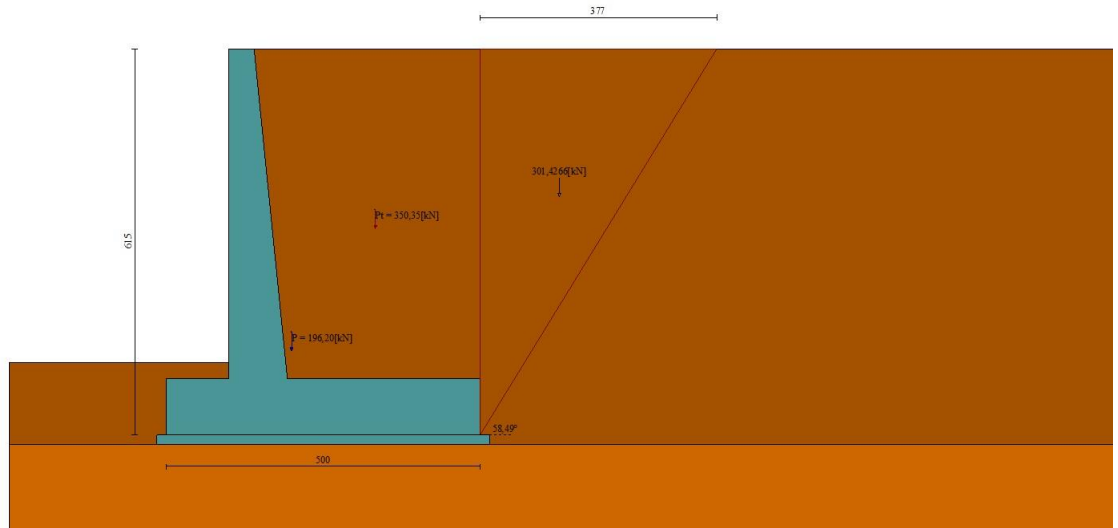 377
615
301,4266[kN]
Pt = 350,35[kN]
P = 196,20[kN]
58,49°
500